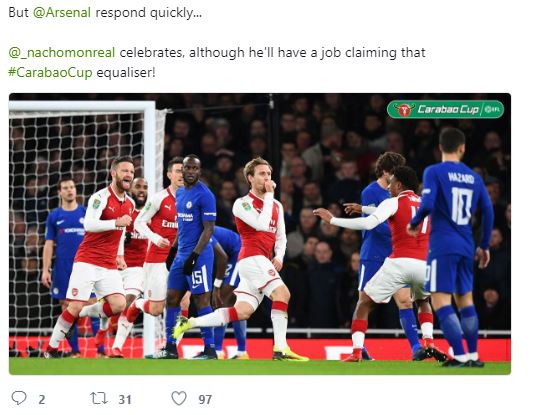 But @Arsenal respond quickly...
@_nachomonreal celebrates, although he'll have a job claiming that
#CarabaoCup equaliser!
Carabao Cup EFL
HAZARD
10
15
YOKOHAMA
2
31
97